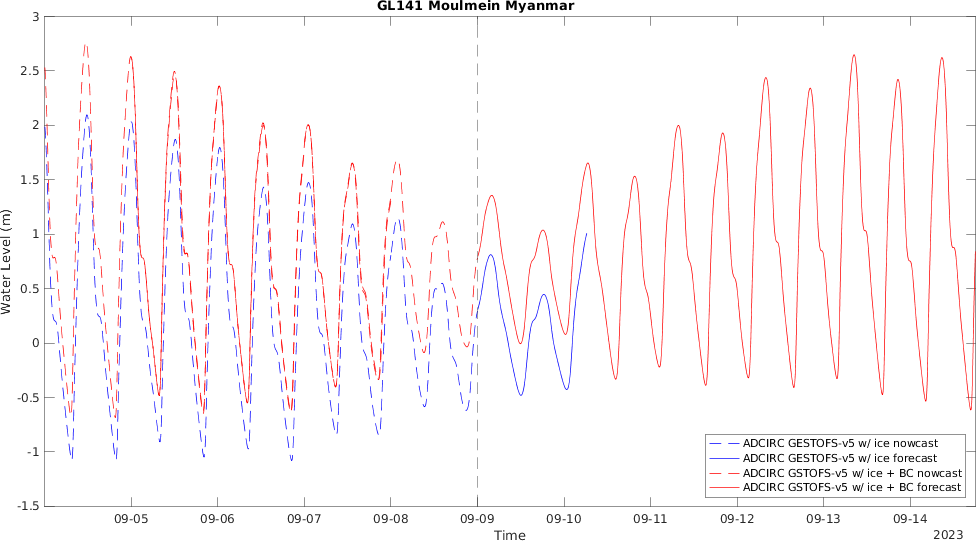 GL141 Moulmein Myanmar
3
2.5
2
1.5
1
0.5
0
-0.5
-1
-1.5
Water Level (m)
ADCIRC GESTOFS-v5 w/ ice nowcast
ADCIRC GESTOFS-v5 w/ ice forecast
ADCIRC GSTOFS-v5 w/ ice + BC nowcast
ADCIRC GSTOFS-v5 w/ ice + BC forecast
09-05 09-06 09-07 09-08 09-09 09-10 09-11 09-12 09-13 09-14
Time
2023